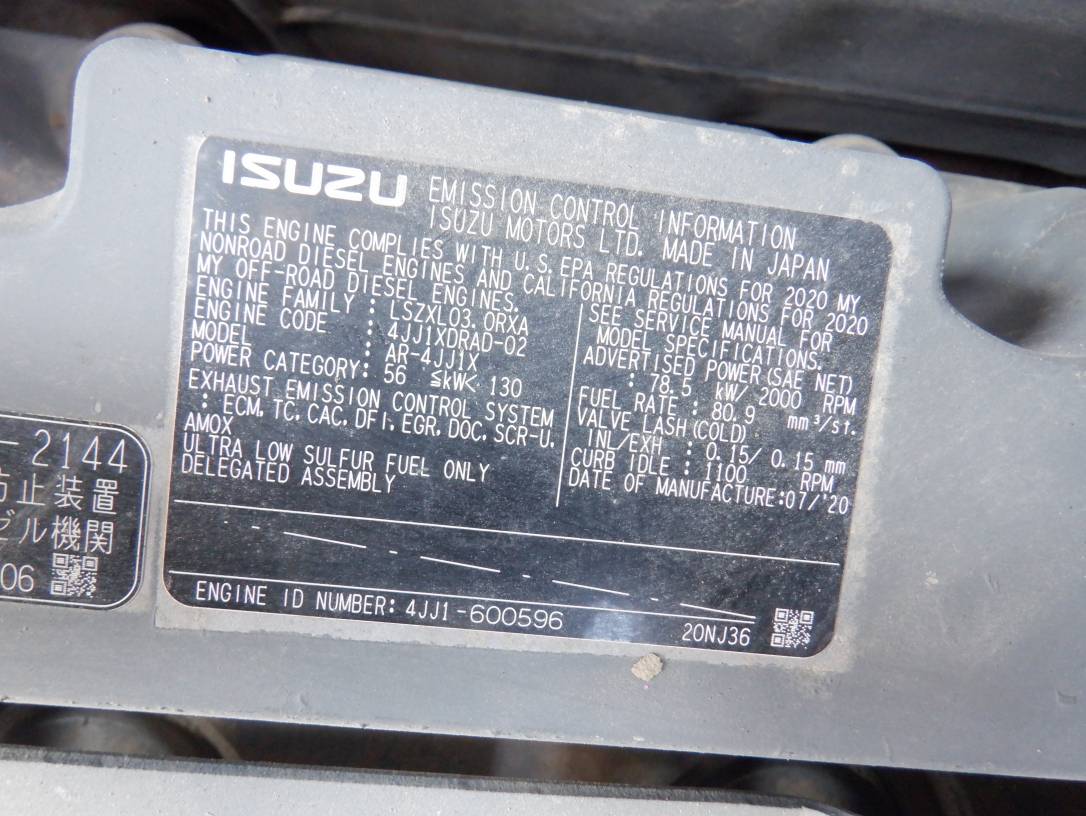 ISUZU EMISSION CONTROL INFORMATION
ISUZU MOTORS LTD. MADE IN JAPAN
THIS ENGINE COMPLIES WITH U.S. EPA REGULATIONS FOR 2020 MY
NONROAD DIESEL ENGINES AND CALIFORNIA REGULATIONS FOR 2020
MY OFF-ROAD DIESEL ENGINES.
ENGINE FAMILY : LSZXL03.0RXA
ENGINE CODE : 4JJ1XDRAD-02
MODEL : AR-4JJ1X
POWER CATEGORY: 56 ≦kW< 130
EXHAUST EMISSION CONTROL SYSTEM
: ECM, TC, CAC, DFI, EGR, DOC, SCR-U,
AMOX
ULTRA LOW SULFUR FUEL ONLY
DELEGATED ASSEMBLY
SEE SERVICE MANUAL FOR
MODEL SPECIFICATIONS.
ADVERTISED POWER(SAE NET)
: 78.5 kW/ 2000 RPM
FUEL RATE : 80.9 mm³/st.
VALVE LASH(COLD)
INL/EXH : 0.15/ 0.15 mm
CURB IDLE : 1100 RPM
DATE OF MANUFACTURE:07/'20
ENGINE ID NUMBER: 4JJ1-600596
20NJ36
- 2144
防止装置
ゼル機関
06